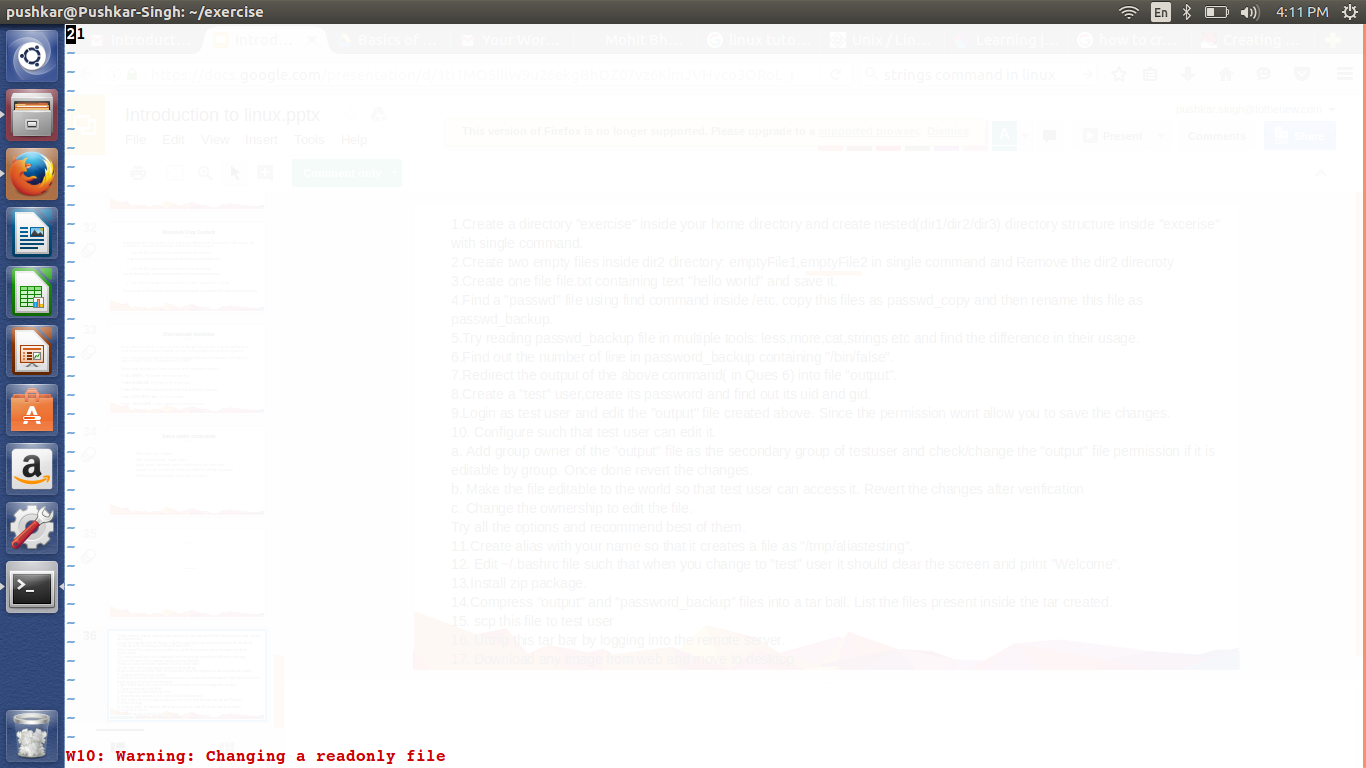 pushkar@Pushkar-Singh: ~/exercise
En
4:11 PM
21
Introduct...
Introd...
Basics of
Your Wor...
Mohit Bh...
linux tuto
Unix / Lin...
Learning |...
how to cr...
Creating
strings command in linux
Introduction to linux.pptx
pushkar.singh@tothenew.com
File Edit View Insert Tools Help
This version of Firefox is no longer supported. Please upgrade to a supported browser. Dismiss
A
Present
Comments
Share
Comment only
32
33
34
35
36
1.Create a directory "exercise" inside your home directory and create nested(dir1/dir2/dir3) directory structure inside "excerise"
with single command.
2.Create two empty files inside dir2 directory: emptyFile1,emptyFile2 in single command and Remove the dir2 direcroty
3.Create one file file.txt containing text "hello world" and save it.
4.Find a "passwd" file using find command inside /etc. copy this files as passwd_copy and then rename this file as
passwd_backup.
5.Try reading passwd_backup file in multiple tools: less,more,cat,strings etc and find the difference in their usage.
6.Find out the number of line in password_backup containing "/bin/false".
7.Redirect the output of the above command( in Ques 6) into file "output".
8.Create a "test" user,create its password and find out its uid and gid.
9.Login as test user and edit the "output" file created above. Since the permission wont allow you to save the changes.
10. Configure such that test user can edit it.
a. Add group owner of the "output" file as the secondary group of testuser and check/change the "output" file permission if it is
editable by group. Once done revert the changes.
b. Make the file editable to the world so that test user can access it. Revert the changes after verification
c. Change the ownership to edit the file
Try all the options and recommend best of them
11.Create alias with your name so that it creates a file as "/tmp/aliastesting".
12. Edit ~/.bashrc file such that when you change to "test" user it should clear the screen and print "Welcome".
13.Install zip package.
14.Compress "output" and "password_backup" files into a tar ball. List the files present inside the tar created.
15. scp this file to test user
16. Unzip this tar bar by logging into the remote server.
17. Download any image from web and move to desktop
W10: Warning: Changing a readonly file